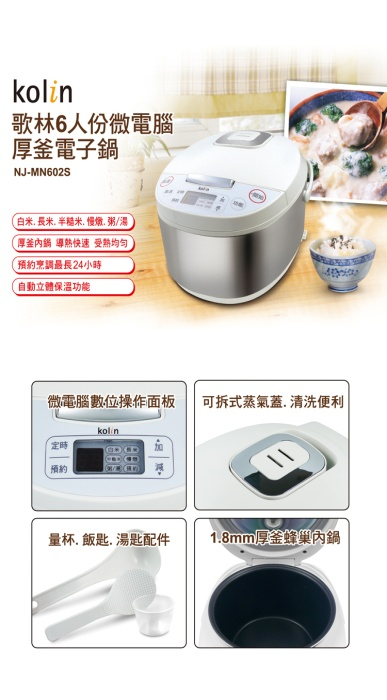 kolin
歌林6人份微電腦
厚釜電子鍋
NJ-MN602S
白米.長米.半糙米.慢燉.粥/湯
厚釜內鍋 導熱快速 受熱均勻
預約烹調最長24小時
自動立體保溫功能
微電腦數位操作面板
kolin
定時
預約
加
減
可拆式蒸氣蓋.清洗便利
量杯.飯匙.湯匙配件
1.8mm厚釜蜂巢內鍋